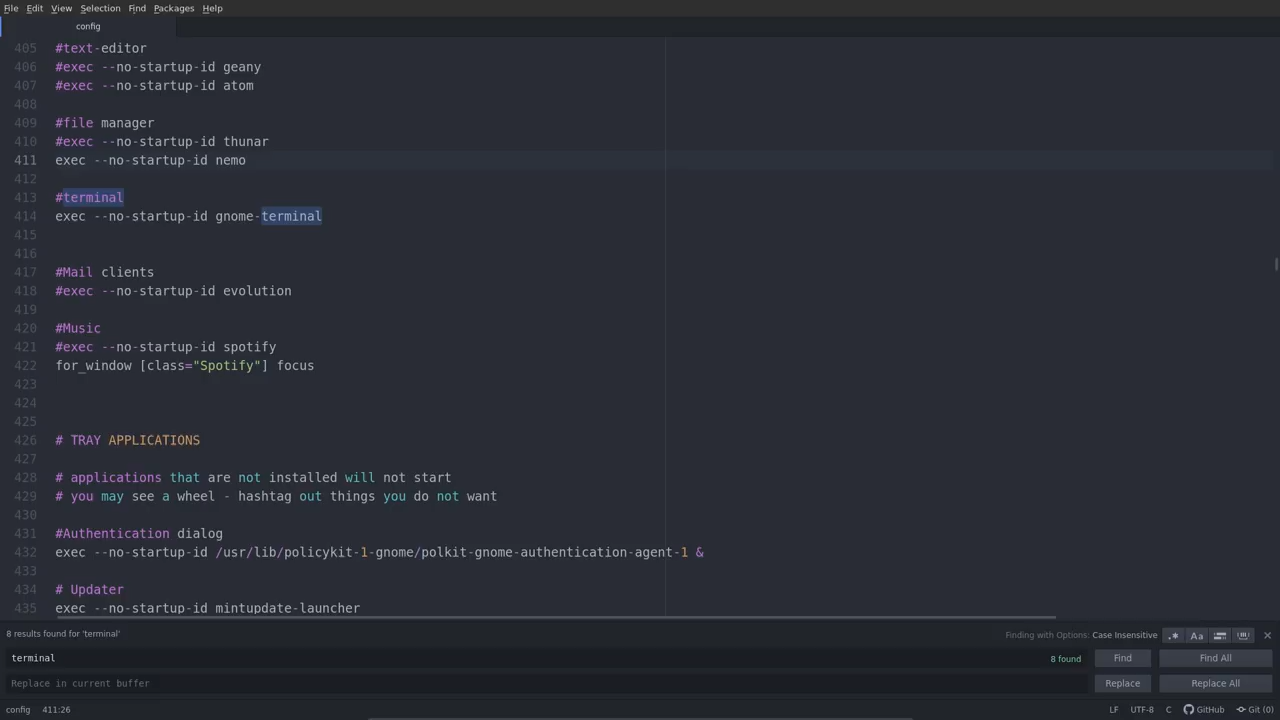 File Edit View Selection Find Packages Help
config
405 #text-editor
406 #exec --no-startup-id geany
407 #exec --no-startup-id atom
408
409 #file manager
410 #exec --no-startup-id thunar
411 exec --no-startup-id nemo
412
413 #terminal
414 exec --no-startup-id gnome-terminal
415
416
417 #Mail clients
418 #exec --no-startup-id evolution
419
420 #Music
421 #exec --no-startup-id spotify
422 for_window [class="Spotify"] focus
423
424
425
426 # TRAY APPLICATIONS
427
428 # applications that are not installed will not start
429 # you may see a wheel - hashtag out things you do not want
430
431 #Authentication dialog
432 exec --no-startup-id /usr/lib/policykit-1-gnome/polkit-gnome-authentication-agent-1 &
433
434 # Updater
435 exec --no-startup-id mintupdate-launcher
8 results found for 'terminal' Finding with Options: Case Insensitive .* Aa
terminal 8 found Find Find All
Replace in current buffer Replace Replace All
config 411:26 LF UTF-8 C GitHub Git (0)